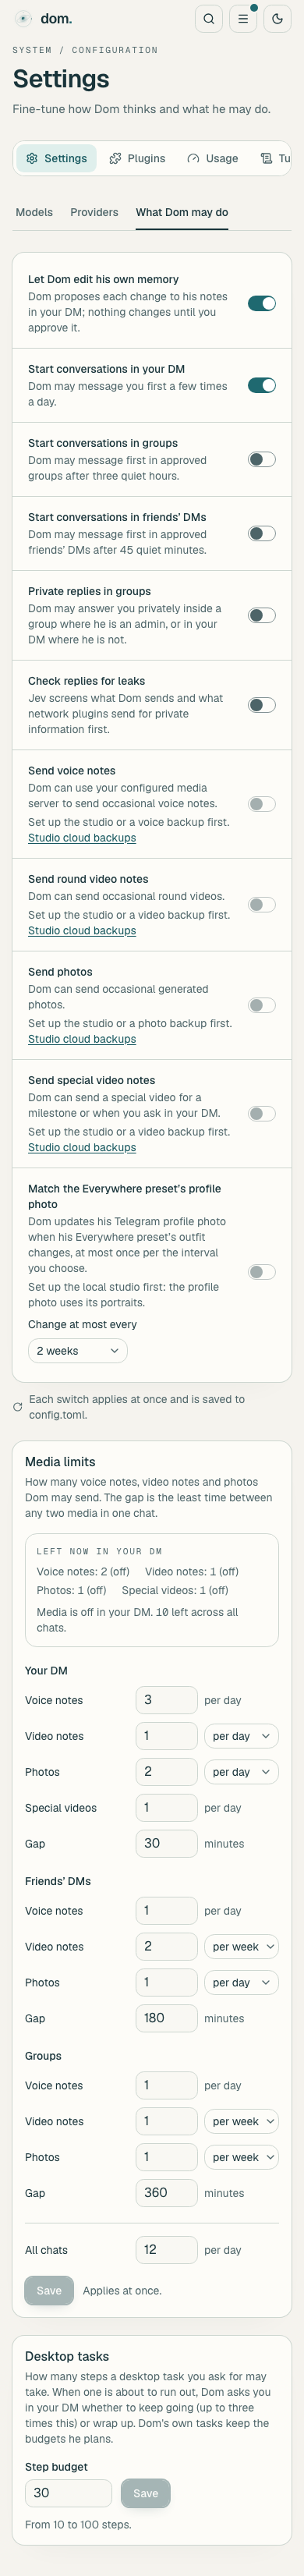 dom.
SYSTEM / CONFIGURATION
Settings
Fine-tune how Dom thinks and what he may do.
Settings
Plugins
Usage
Tu
Models
Providers
What Dom may do
Let Dom edit his own memory
Dom proposes each change to his notes
in your DM; nothing changes until you
approve it.
Start conversations in your DM
Dom may message you first a few times
a day.
Start conversations in groups
Dom may message first in approved
groups after three quiet hours.
Start conversations in friends’ DMs
Dom may message first in approved
friends’ DMs after 45 quiet minutes.
Private replies in groups
Dom may answer you privately inside a
group where he is an admin, or in your
DM where he is not.
Check replies for leaks
Jev screens what Dom sends and what
network plugins send for private
information first.
Send voice notes
Dom can use your configured media
server to send occasional voice notes.
Set up the studio or a voice backup first.
Studio cloud backups
Send round video notes
Dom can send occasional round videos.
Set up the studio or a video backup first.
Studio cloud backups
Send photos
Dom can send occasional generated
photos.
Set up the studio or a photo backup first.
Studio cloud backups
Send special video notes
Dom can send a special video for a
milestone or when you ask in your DM.
Set up the studio or a video backup first.
Studio cloud backups
Match the Everywhere preset’s profile
photo
Dom updates his Telegram profile photo
when his Everywhere preset’s outfit
changes, at most once per the interval
you choose.
Set up the local studio first: the profile
photo uses its portraits.
Change at most every
2 weeks
Each switch applies at once and is saved to
config.toml.
Media limits
How many voice notes, video notes and photos
Dom may send. The gap is the least time between
any two media in one chat.
LEFT NOW IN YOUR DM
Voice notes: 2 (off) Video notes: 1 (off)
Photos: 1 (off) Special videos: 1 (off)
Media is off in your DM. 10 left across all
chats.
Your DM
Voice notes 3 per day
Video notes 1 per day
Photos 2 per day
Special videos 1 per day
Gap 30 minutes
Friends’ DMs
Voice notes 1 per day
Video notes 2 per week
Photos 1 per day
Gap 180 minutes
Groups
Voice notes 1 per day
Video notes 1 per week
Photos 1 per week
Gap 360 minutes
All chats 12 per day
Save Applies at once.
Desktop tasks
How many steps a desktop task you ask for may
take. When one is about to run out, Dom asks you
in your DM whether to keep going (up to three
times this) or wrap up. Dom’s own tasks keep the
budgets he plans.
Step budget
30 Save
From 10 to 100 steps.